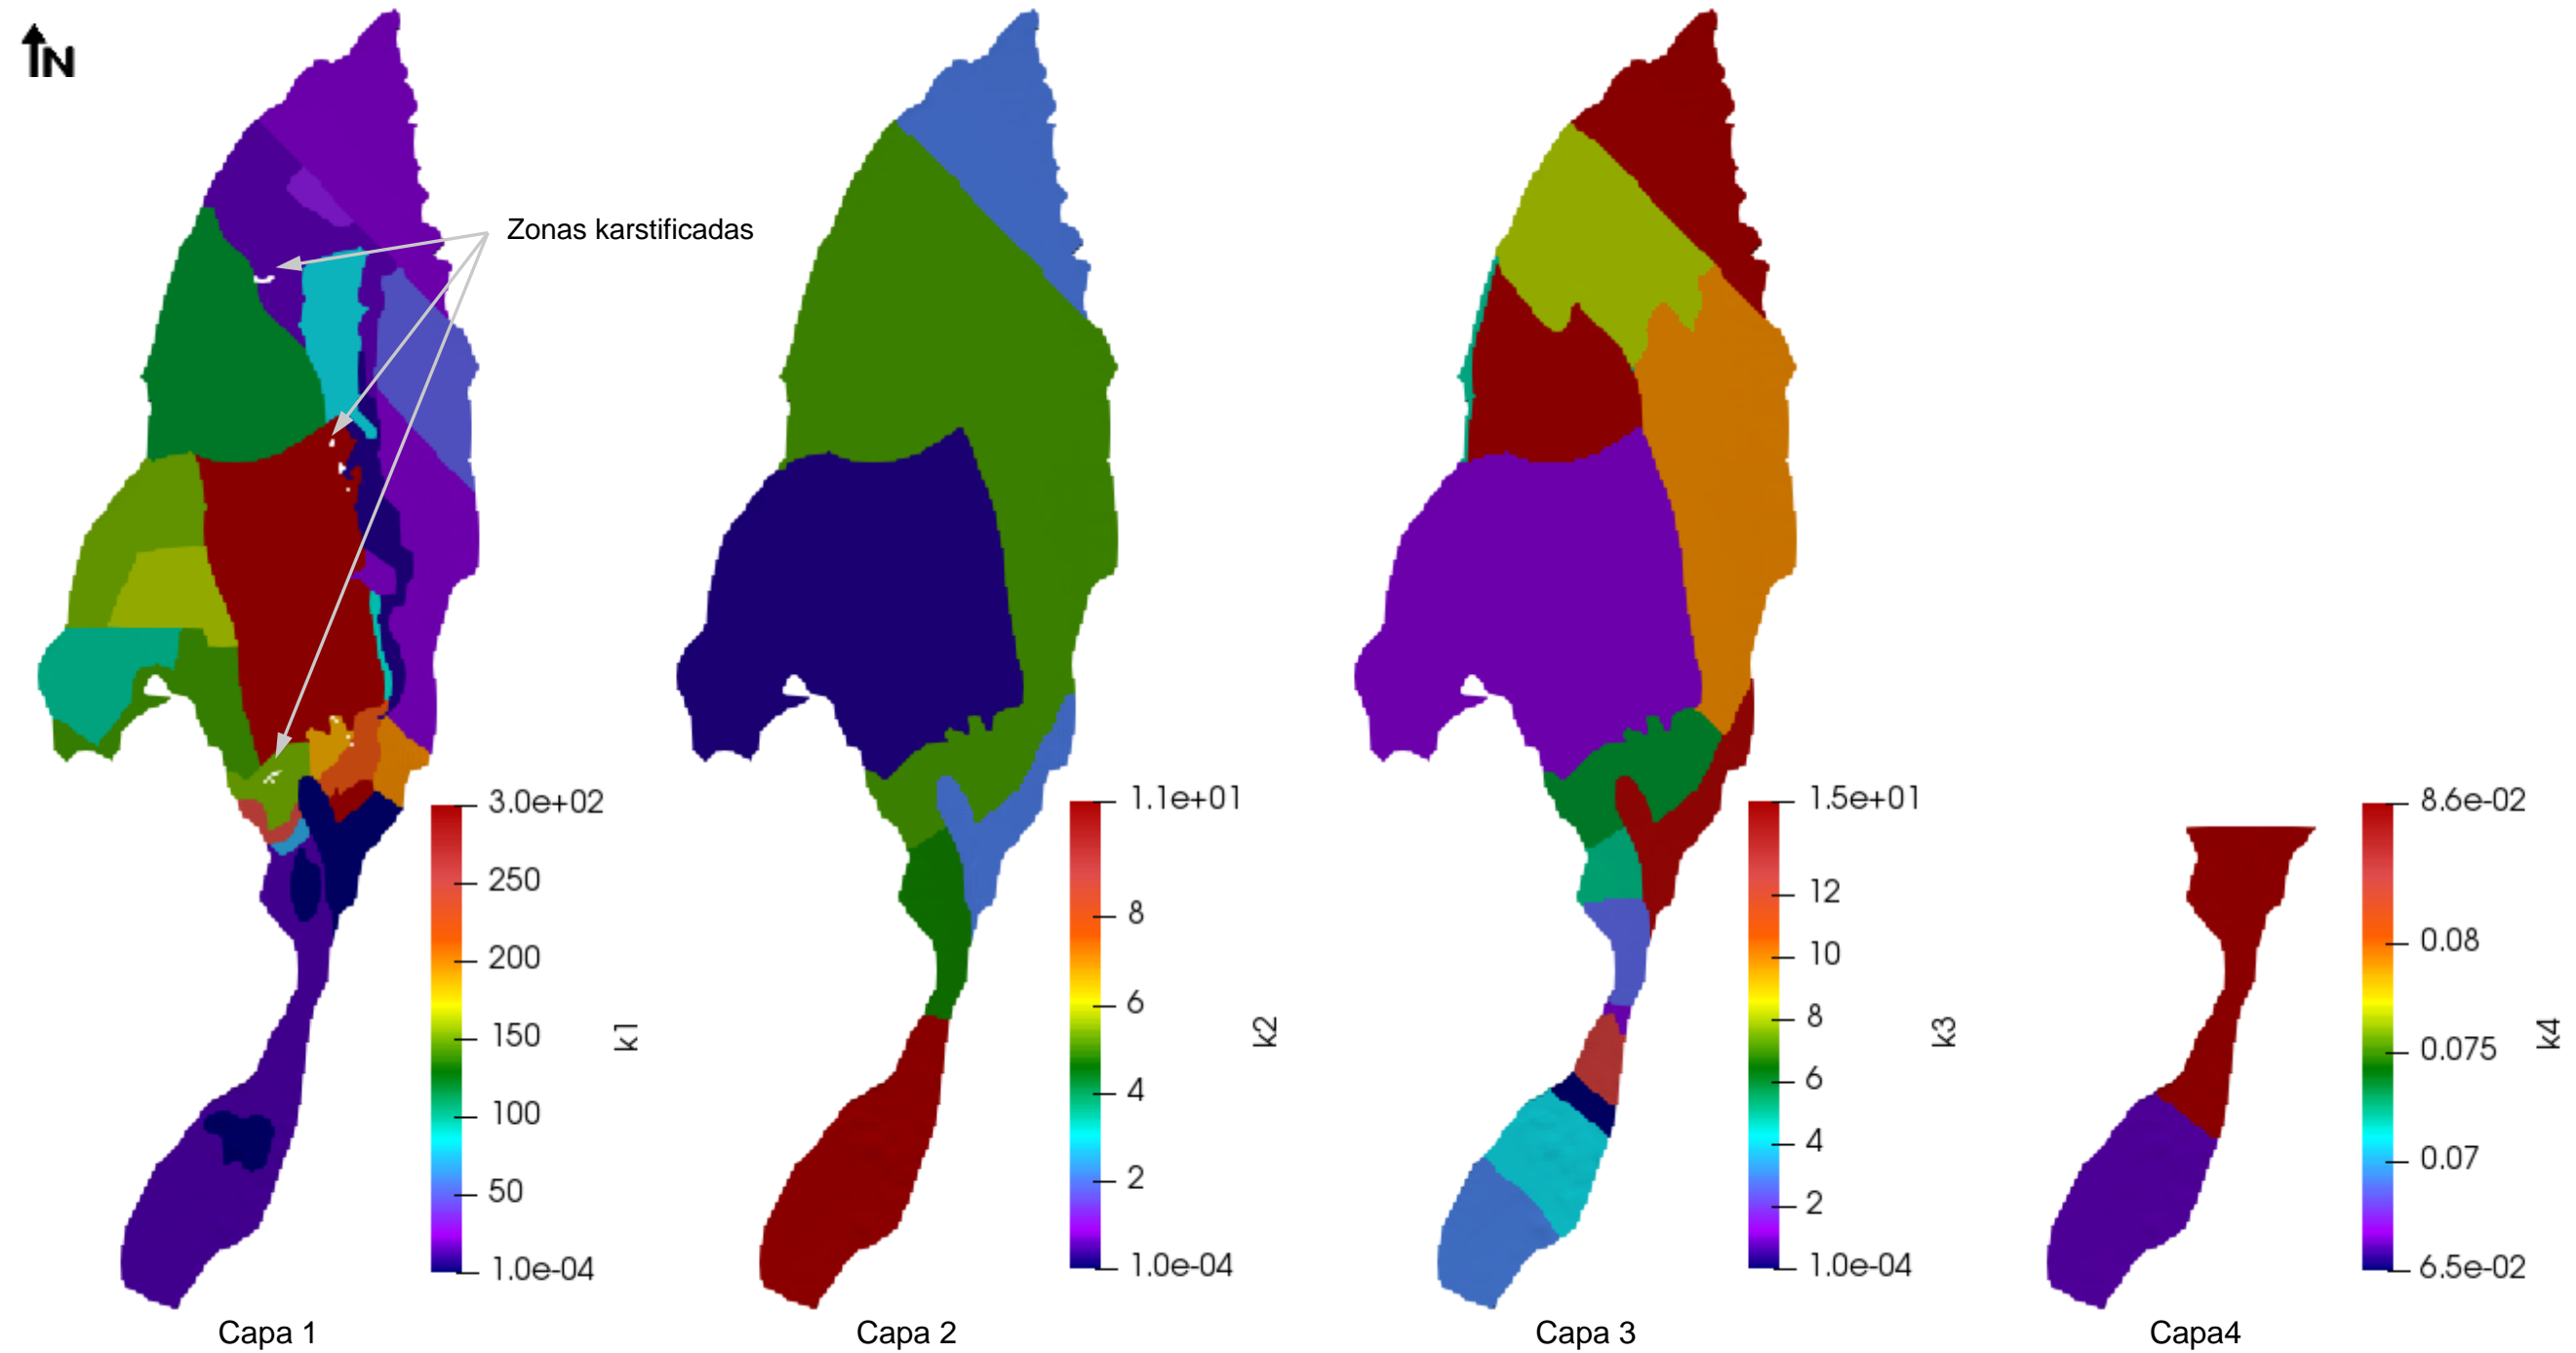 N
Zonas karstificadas
3.0e+02
250
200
150
100
50
1.0e-04
k1
1.1e+01
8
6
4
2
1.0e-04
k2
1.5e+01
12
10
8
6
4
2
1.0e-04
k3
8.6e-02
0.08
0.075
0.07
6.5e-02
k4
Capa 1
Capa 2
Capa 3
Capa4